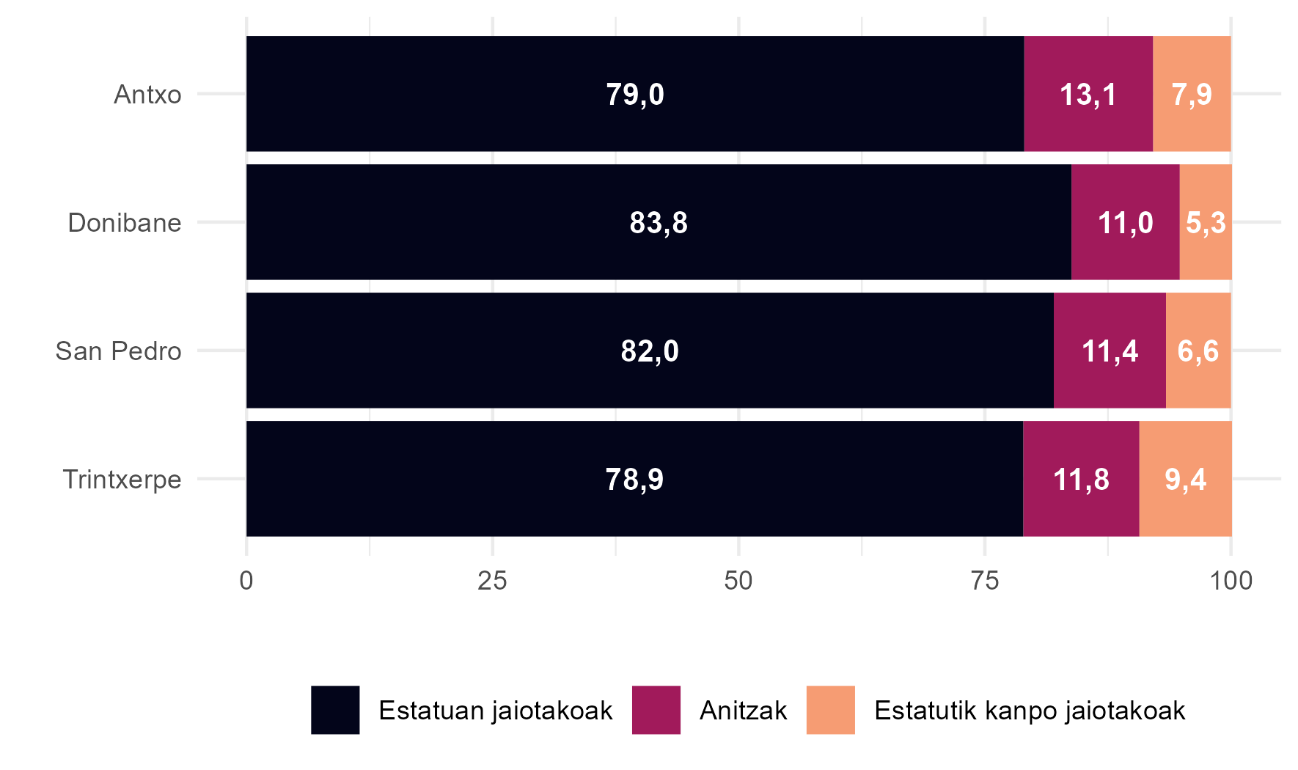 Antxo 79,0 13,1 7,9
Donibane 83,8 11,0 5,3
San Pedro 82,0 11,4 6,6
Trintxerpe 78,9 11,8 9,4
0 25 50 75 100
Estatuan jaiotakoak Anitzak Estatutik kanpo jaiotakoak